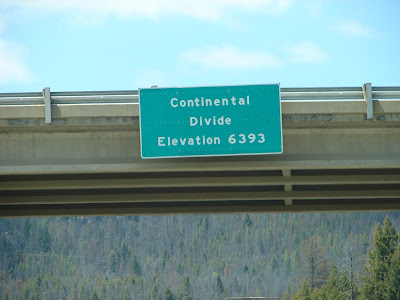 Continental
Divide
Elevation 6393